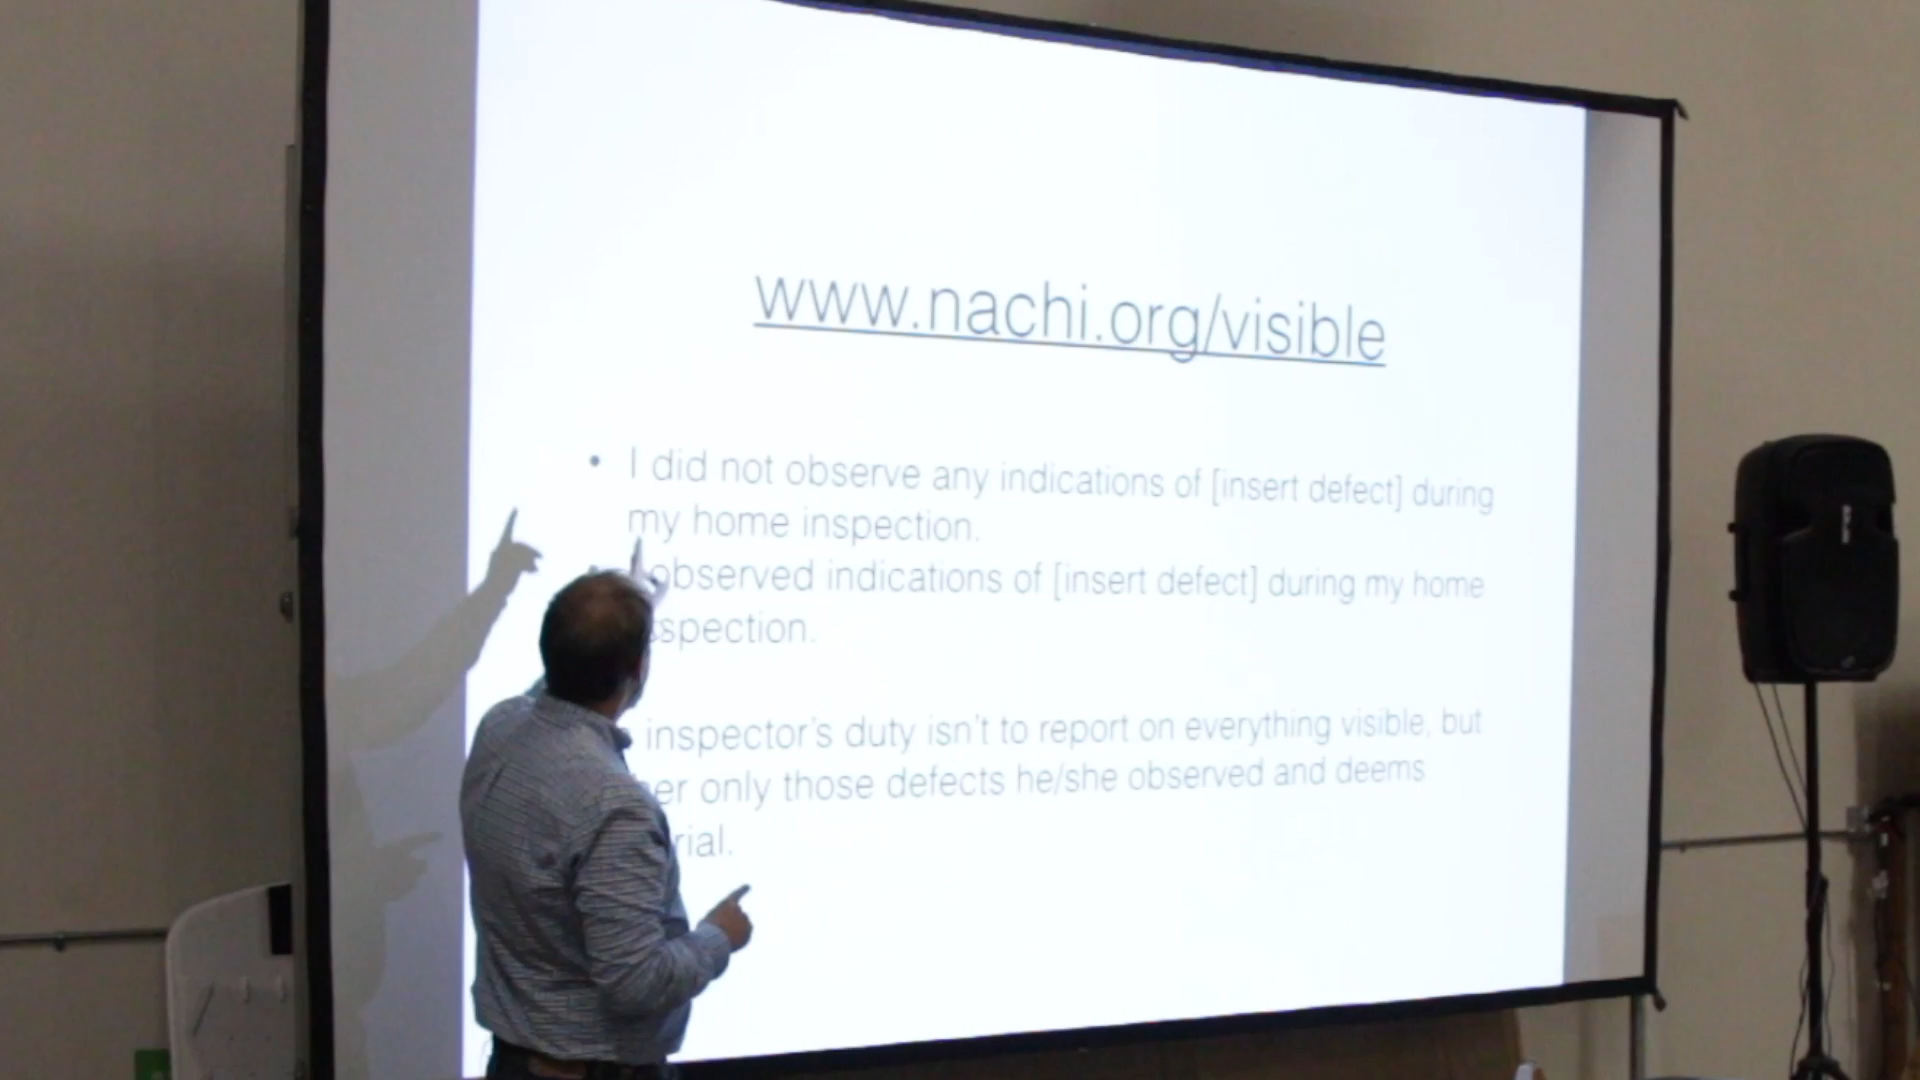 www.nachi.org/visible
• I did not observe any indications of [insert defect] during
my home inspection.
observed indications of [insert defect] during my home
spection.
inspector's duty isn't to report on everything visible, but
er only those defects he/she observed and deems
rial.